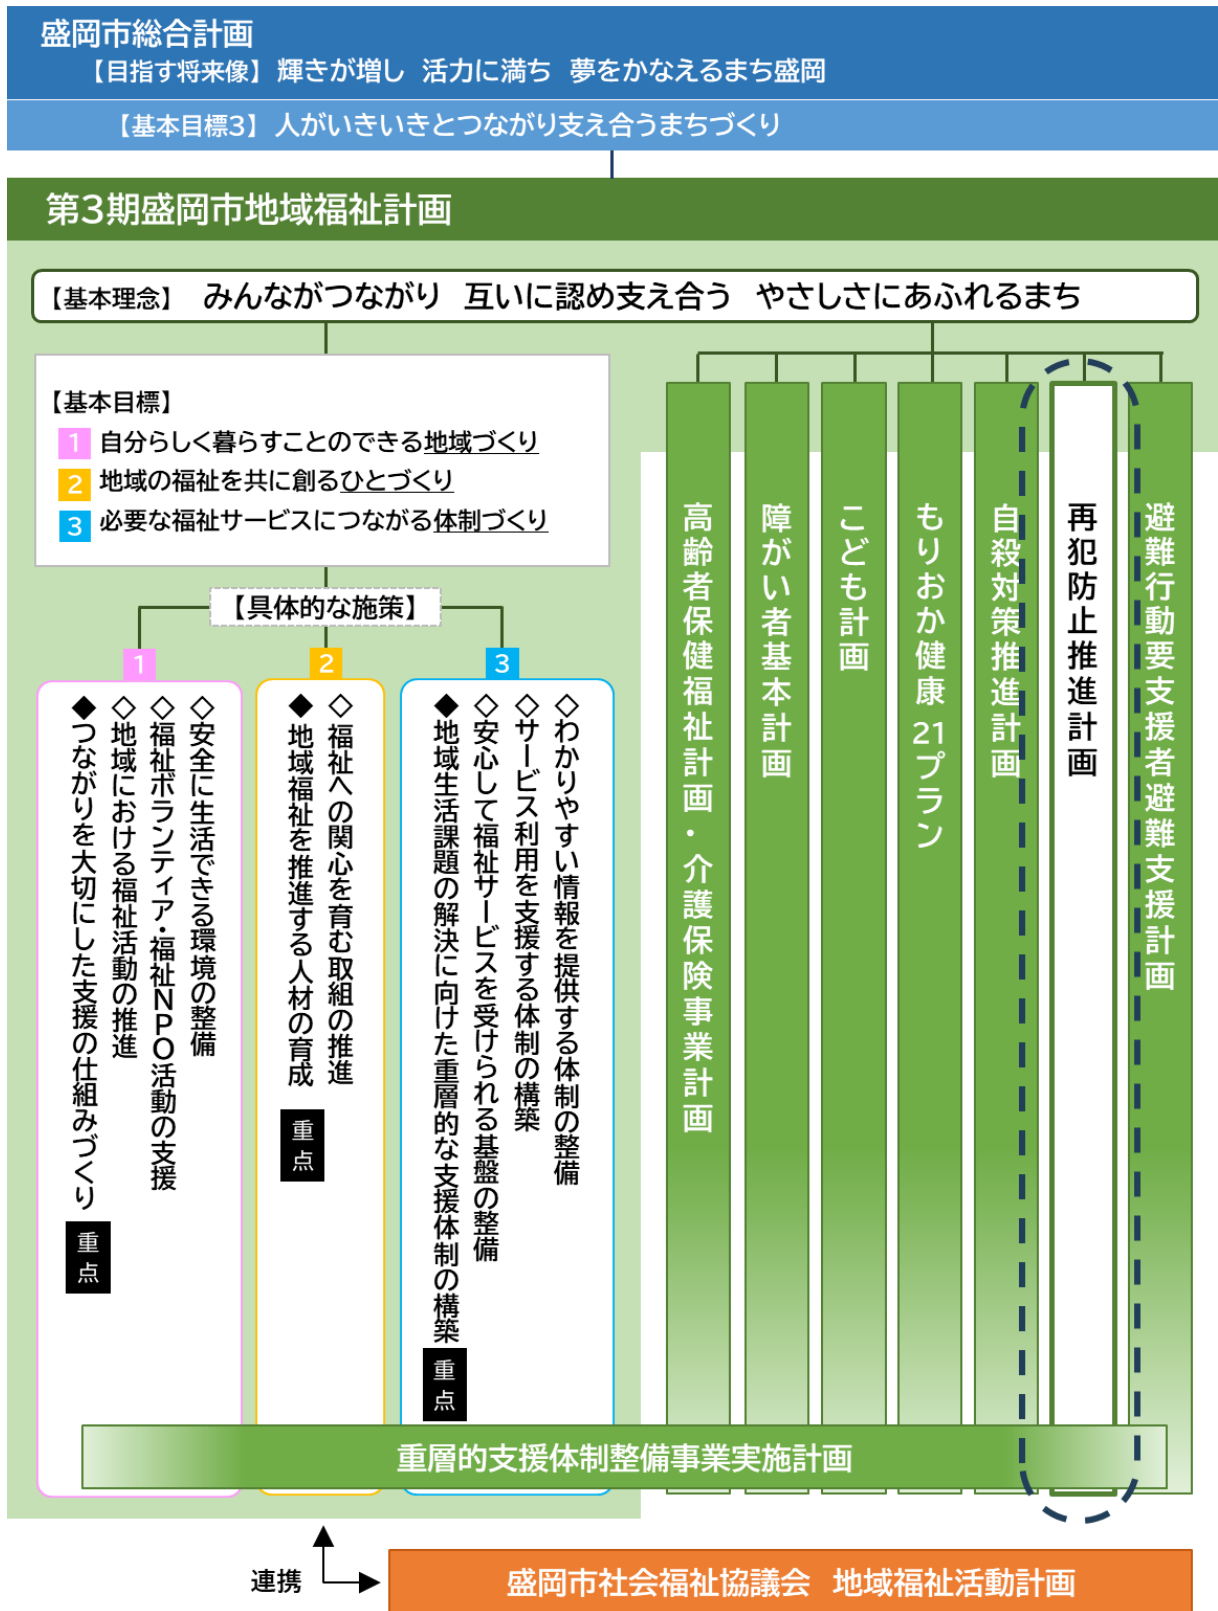 盛岡市総合計画
【目指す将来像】輝きが増し 活力に満ち 夢をかなえるまち盛岡
【基本目標3】人がいきいきとつながり支え合うまちづくり
第3期盛岡市地域福祉計画
【基本理念】 みんながつながり 互いに認め支え合う やさしさにあふれるまち
【基本目標】
1 自分らしく暮らすことのできる地域づくり
2 地域の福祉を共に創るひとづくり
3 必要な福祉サービスにつながる体制づくり
【具体的な施策】
1
◇安全に生活できる環境の整備
◇福祉ボランティア・福祉NPO活動の支援
◇地域における福祉活動の推進
◆つながりを大切にした支援の仕組みづくり 重点
2
◇福祉への関心を育む取組の推進
◆地域福祉を推進する人材の育成 重点
3
◇わかりやすい情報を提供する体制の整備
◇サービス利用を支援する体制の構築
◇安心して福祉サービスを受けられる基盤の整備
◆地域生活課題の解決に向けた重層的な支援体制の構築 重点
高齢者保健福祉計画・介護保険事業計画
障がい者基本計画
こども計画
もりおか健康21プラン
自殺対策推進計画
再犯防止推進計画
避難行動要支援者避難支援計画
重層的支援体制整備事業実施計画
連携
盛岡市社会福祉協議会 地域福祉活動計画